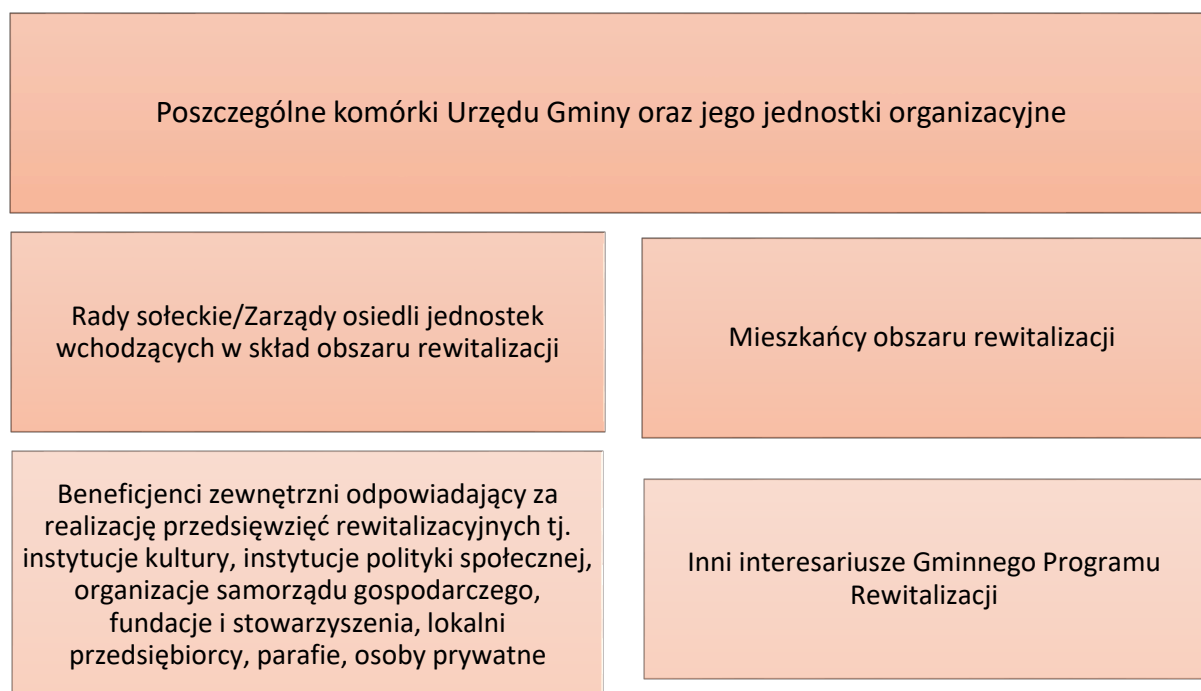 Poszczególne komórki Urzędu Gminy oraz jego jednostki organizacyjne
Rady sołeckie/Zarządy osiedli jednostek
wchodzących w skład obszaru rewitalizacji
Mieszkańcy obszaru rewitalizacji
Beneficjenci zewnętrzni odpowiadający za
realizację przedsięwzięć rewitalizacyjnych tj.
instytucje kultury, instytucje polityki społecznej,
organizacje samorządu gospodarczego,
fundacje i stowarzyszenia, lokalni
przedsiębiorcy, parafie, osoby prywatne
Inni interesariusze Gminnego Programu
Rewitalizacji